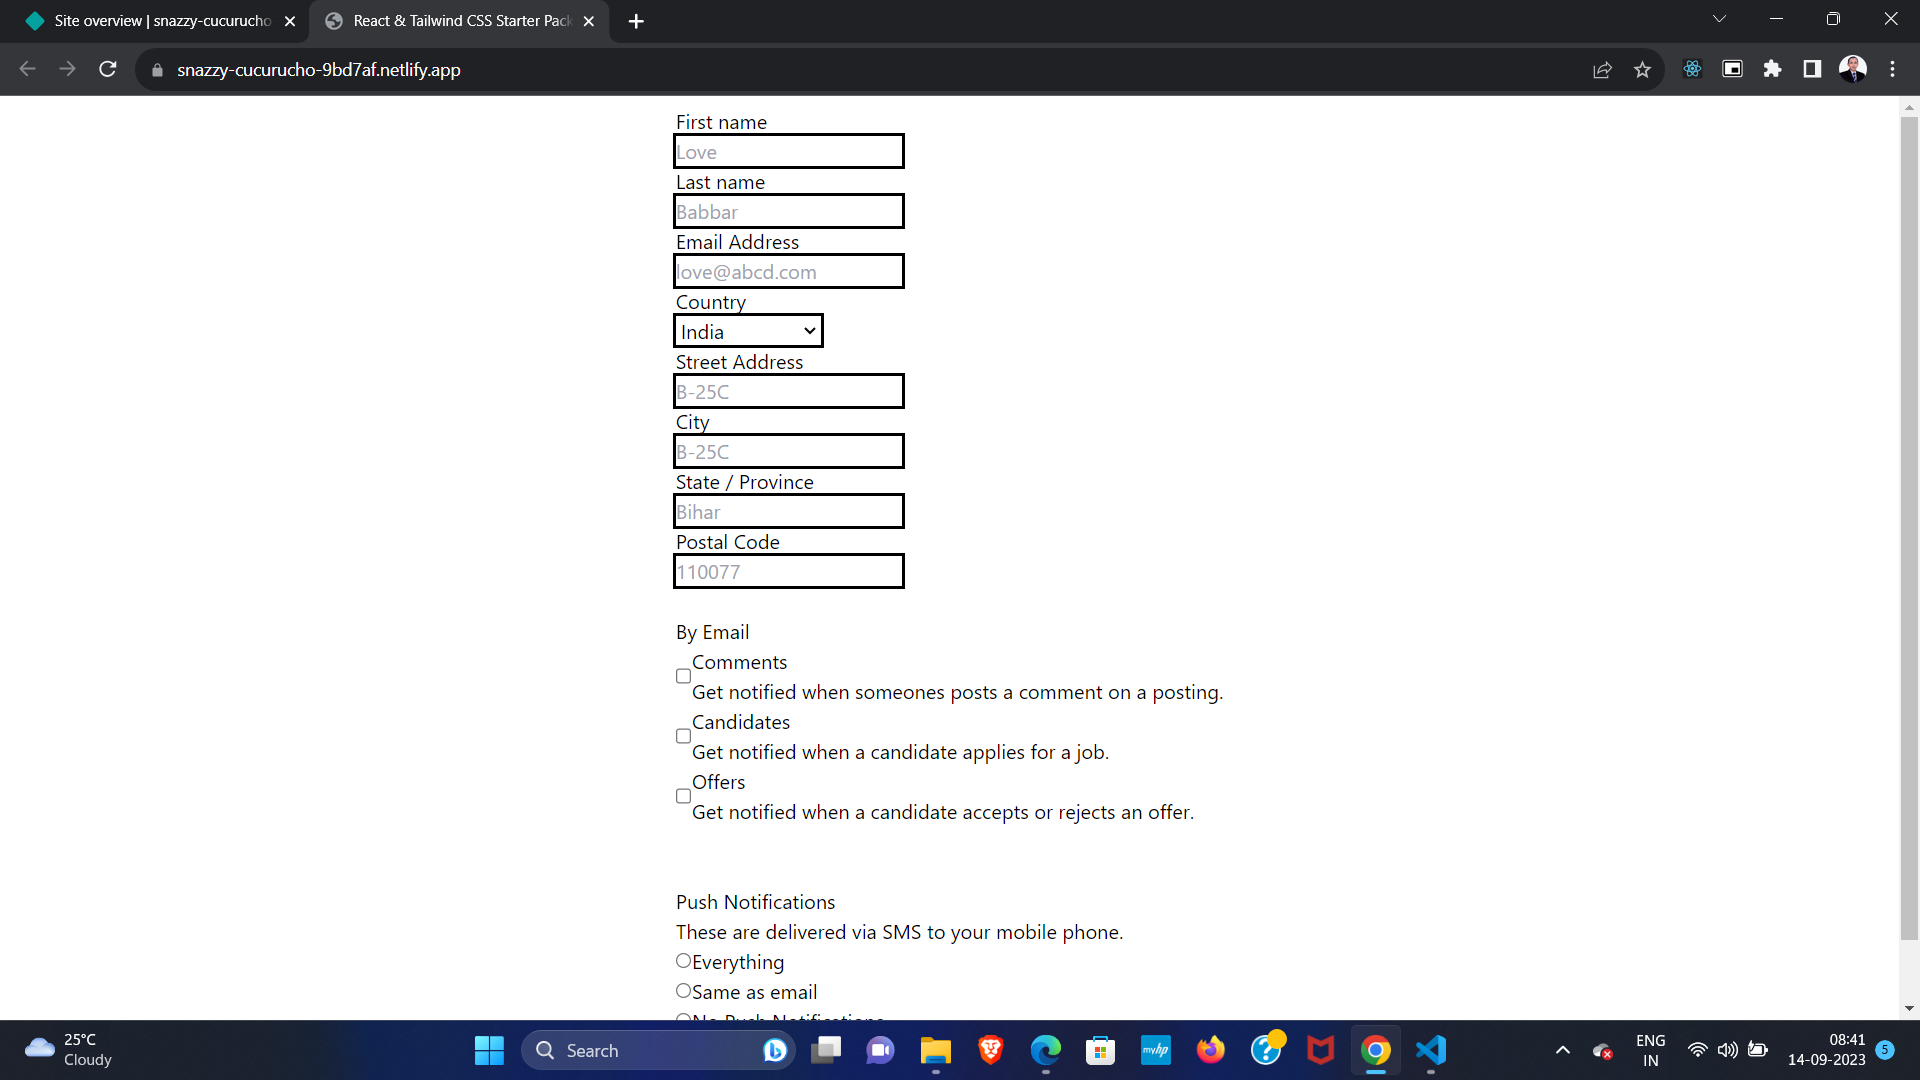 Site overview | snazzy-cucurucho
React & Tailwind CSS Starter Pack
snazzy-cucurucho-9bd7af.netlify.app
First name
Love
Last name
Babbar
Email Address
love@abcd.com
Country
India
Street Address
B-25C
City
B-25C
State / Province
Bihar
Postal Code
110077
By Email
Comments
Get notified when someones posts a comment on a posting.
Candidates
Get notified when a candidate applies for a job.
Offers
Get notified when a candidate accepts or rejects an offer.
Push Notifications
These are delivered via SMS to your mobile phone.
Everything
Same as email
No Push Notifications
25°C
Cloudy
Search
myhp
ENG
IN
08:41
14-09-2023
5